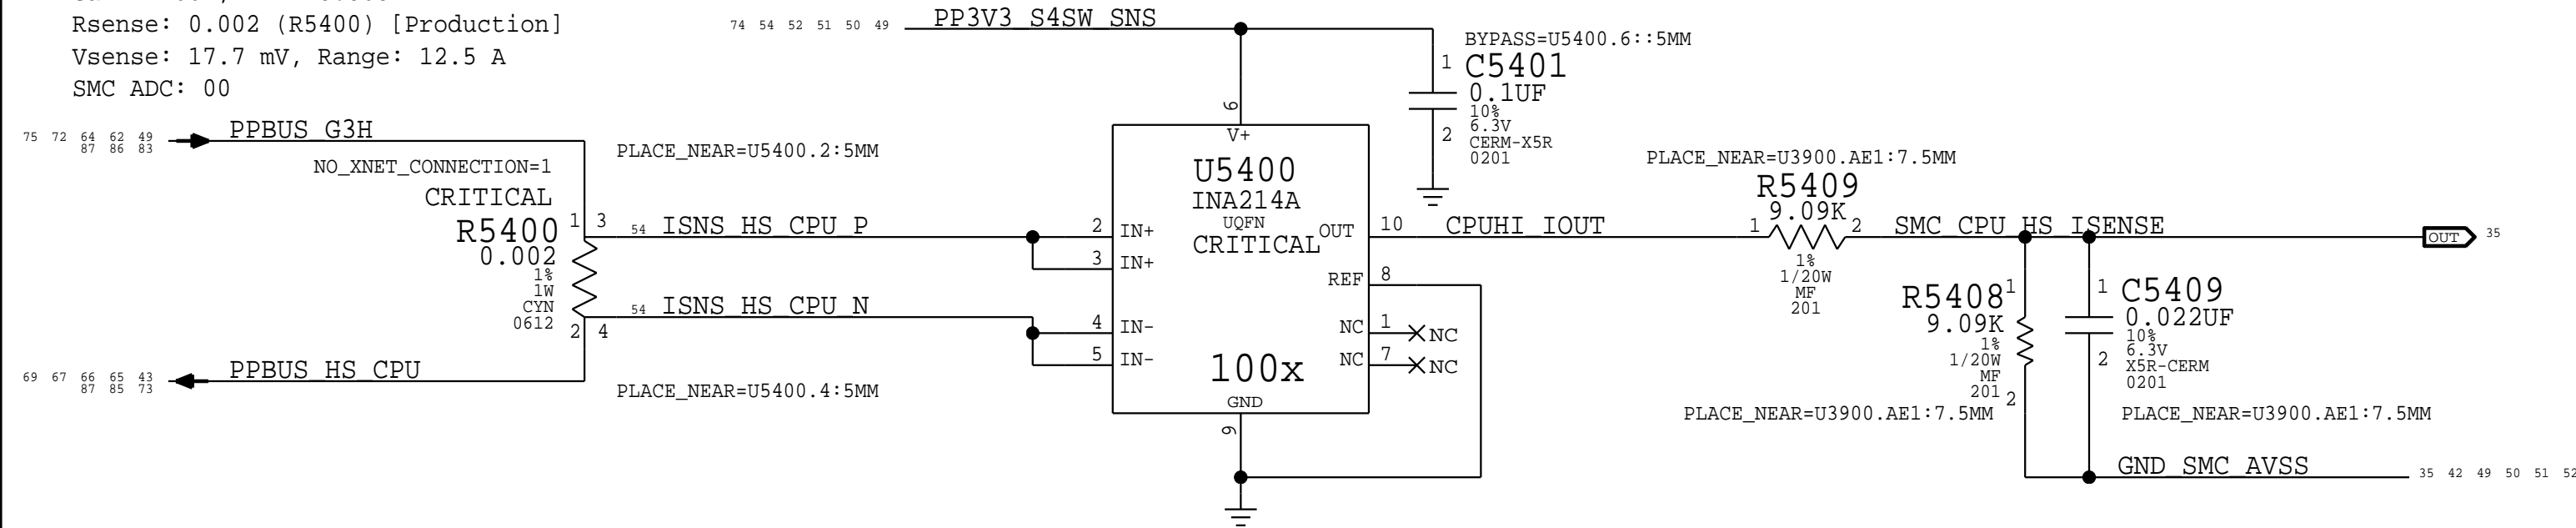 Rsense: 0.002 (R5400) [Production]
Vsense: 17.7 mV, Range: 12.5 A
SMC ADC: 00
74 54 52 51 50 49
PP3V3_S4SW_SNS
BYPASS=U5400.6::5MM
1
C5401
0.1UF
10%
6.3V
CERM-X5R
0201
2
75 72 64 62 49
87 86 83
PPBUS_G3H
NO_XNET_CONNECTION=1
CRITICAL
R5400
0.002
1%
1W
CYN
0612
1 3
2 4
PLACE_NEAR=U5400.2:5MM
54 ISNS_HS_CPU_P
54 ISNS_HS_CPU_N
PLACE_NEAR=U5400.4:5MM
69 67 66 65 43
87 85 73
PPBUS_HS_CPU
6
V+
U5400
INA214A
UQFN
CRITICAL
100x
2 IN+
3 IN+
4 IN-
5 IN-
OUT 10
REF 8
NC 1 NC
NC 7 NC
GND
9
CPUHI_IOUT
PLACE_NEAR=U3900.AE1:7.5MM
R5409
9.09K
1 2
1%
1/20W
MF
201
SMC_CPU_HS_ISENSE
OUT 35
R5408
1
9.09K
1%
1/20W
MF
201
2
PLACE_NEAR=U3900.AE1:7.5MM
1
C5409
0.022UF
10%
6.3V
X5R-CERM
0201
2
PLACE_NEAR=U3900.AE1:7.5MM
GND_SMC_AVSS
35 42 49 50 51 52